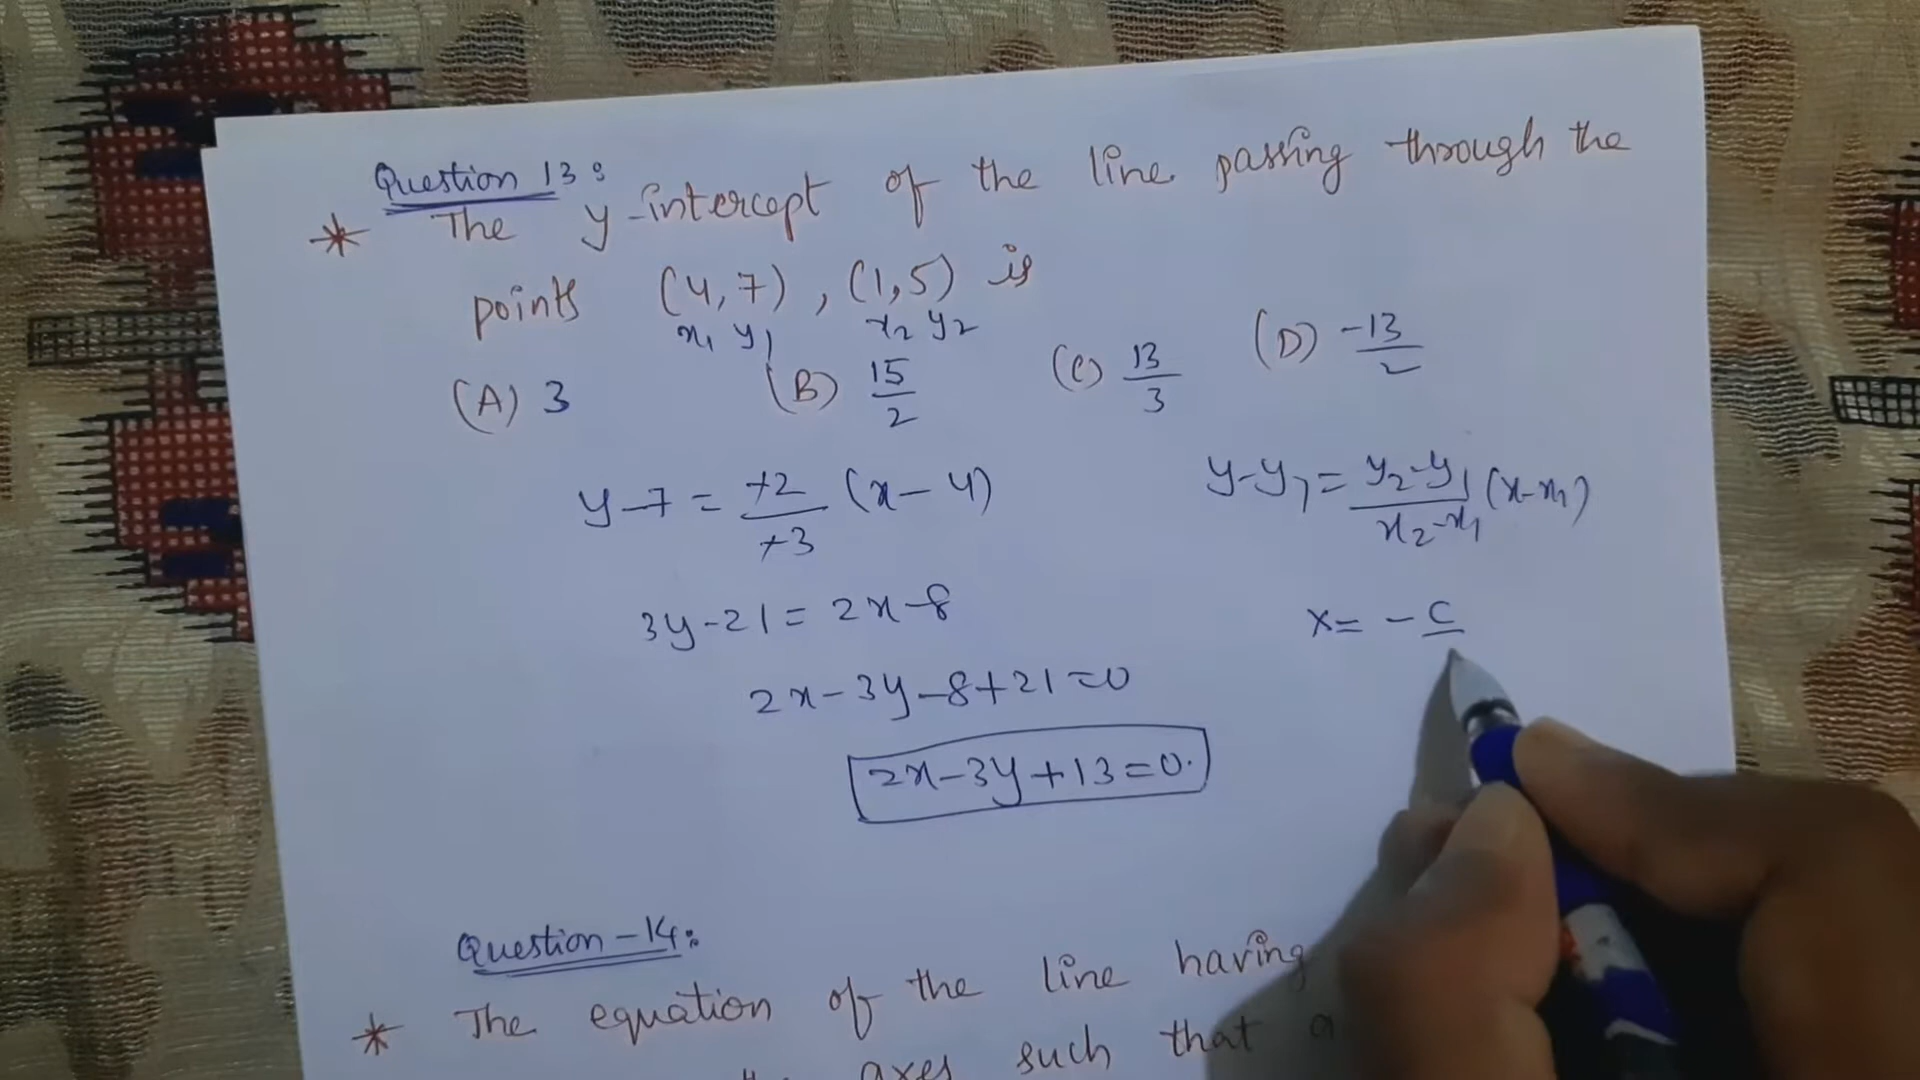 Question 13:
* The y-intercept of the line passing through the
points (4,7), (1,5) is
x₁ y₁ x₂ y₂
(A) 3 (B) 15/2 (C) 13/3 (D) -13/2
y-7 = +2/+3 (x-4) y-y₁ = y₂-y₁/x₂-x₁ (x-x₁)
3y-21 = 2x-8 x = -c
2x-3y-8+21=0
2x-3y+13=0.
Question-14:
* The equation of the line having
axes such that a